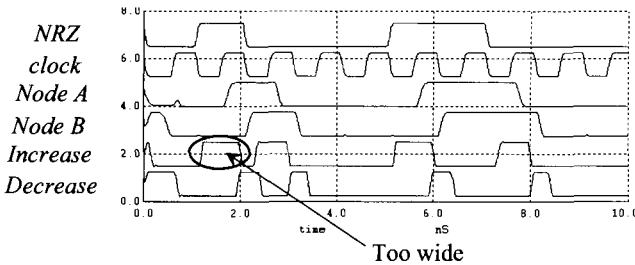 8.0
NRZ
clock
6.0
Node A
4.0
Node B
Increase
2.0
Decrease
0.0
0.0 2.0 4.0 6.0 8.0 10.0
time nS
Too wide